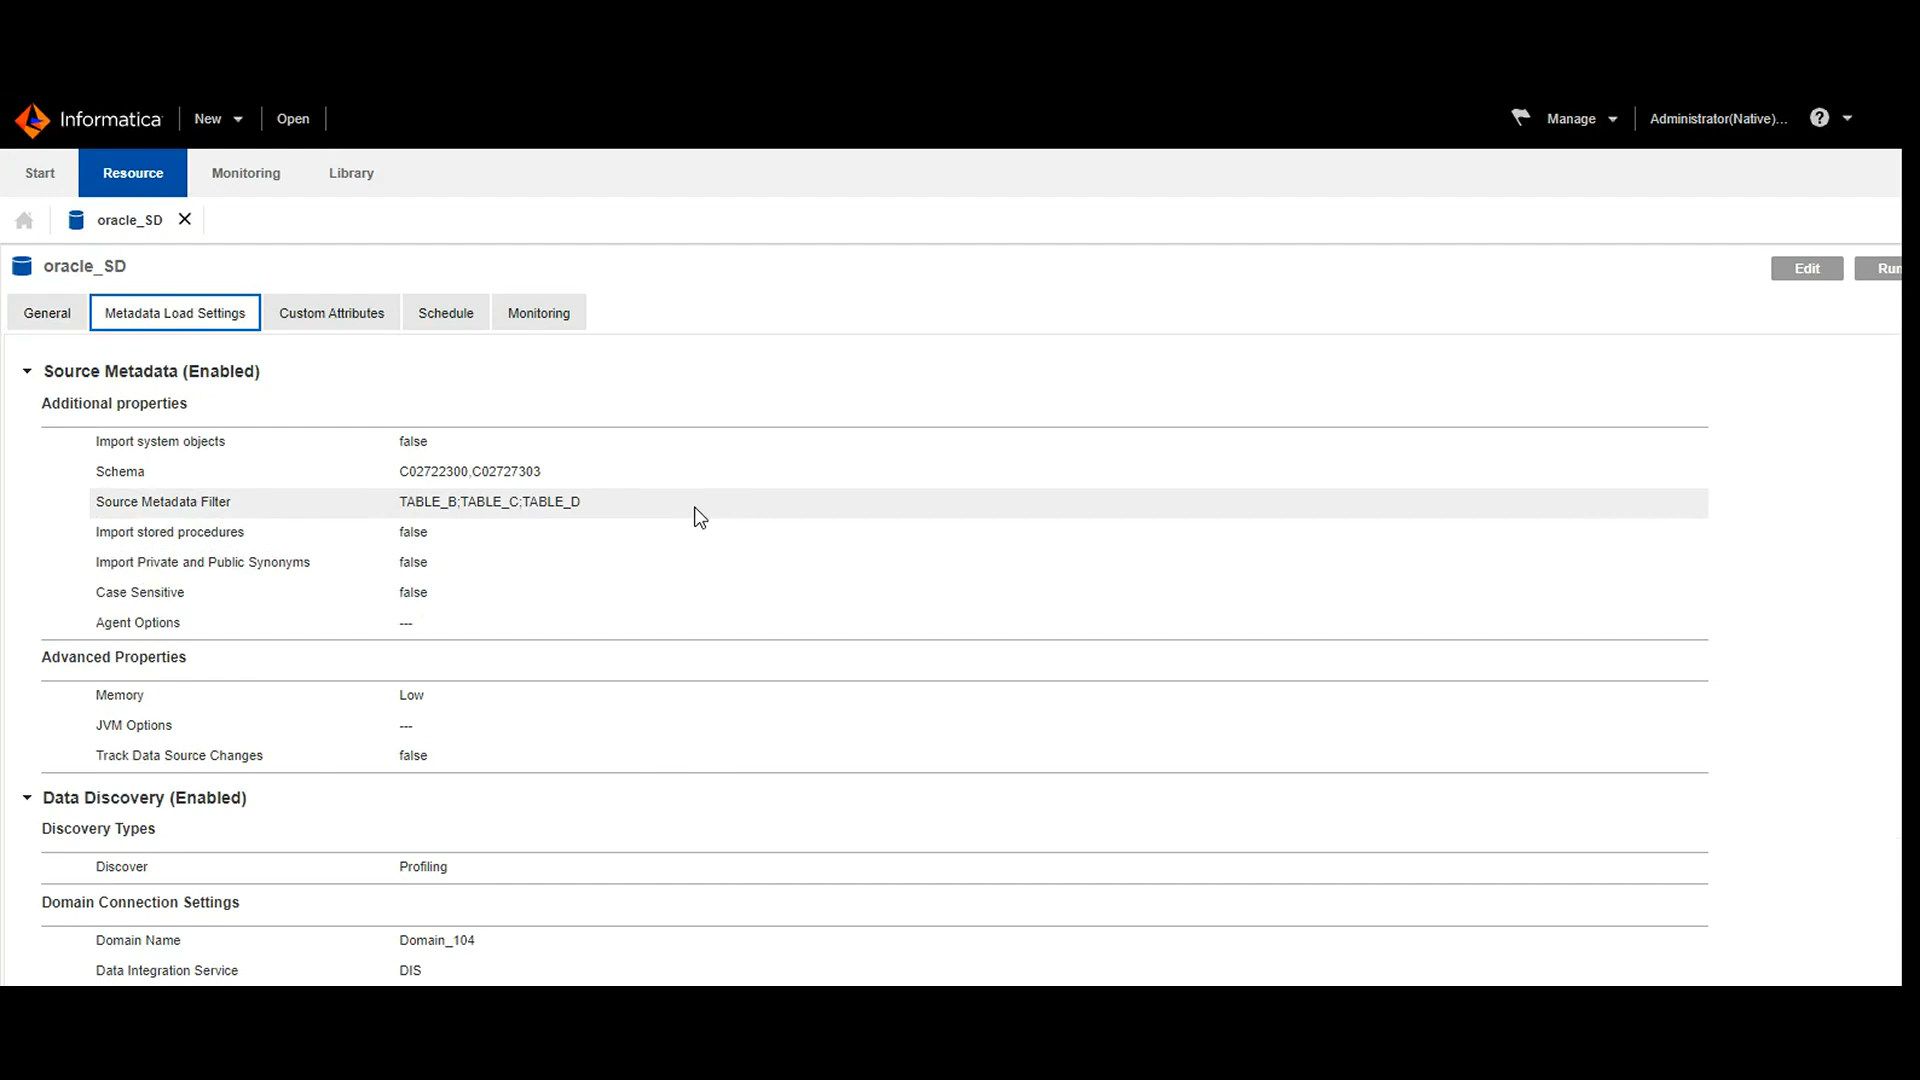 Informatica New Open Manage Administrator(Native)... ?
Start Resource Monitoring Library
oracle_SD
oracle_SD Edit
General Metadata Load Settings Custom Attributes Schedule Monitoring
Source Metadata (Enabled)
Additional properties
Import system objects false
Schema C02722300,C02727303
Source Metadata Filter TABLE_B;TABLE_C;TABLE_D
Import stored procedures false
Import Private and Public Synonyms false
Case Sensitive false
Agent Options ---
Advanced Properties
Memory Low
JVM Options ---
Track Data Source Changes false
Data Discovery (Enabled)
Discovery Types
Discover Profiling
Domain Connection Settings
Domain Name Domain_104
Data Integration Service DIS